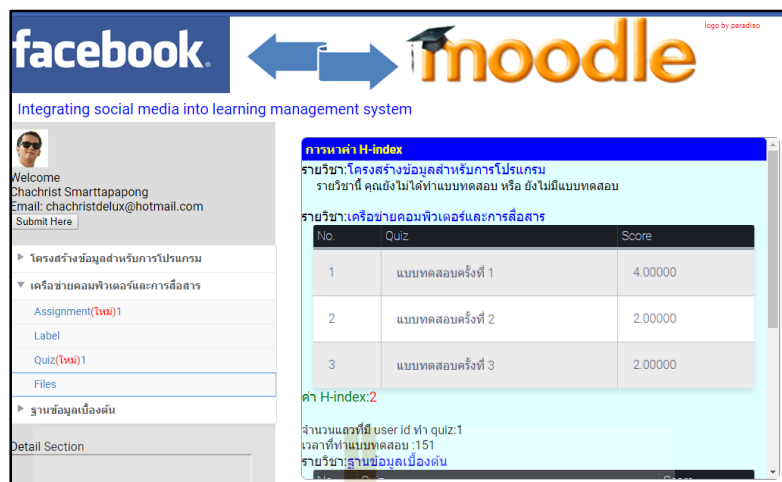 facebook.
moodle
logo by paradiso
Integrating social media into learning management system
Welcome
Chachrist Smarttapapong
Email: chachristdelux@hotmail.com
Submit Here
โครงสร้างข้อมูลสำหรับการโปรแกรม
เครือข่ายคอมพิวเตอร์และการสื่อสาร
Assignment(ใหม่)1
Label
Quiz(ใหม่)1
Files
ฐานข้อมูลเบื้องต้น
Detail Section
การหาค่า H-index
รายวิชา:โครงสร้างข้อมูลสำหรับการโปรแกรม
รายวิชานี้ คุณยังไม่ได้ทำแบบทดสอบ หรือ ยังไม่มีแบบทดสอบ
รายวิชา:เครือข่ายคอมพิวเตอร์และการสื่อสาร
No. Quiz Score
1 แบบทดสอบครั้งที่ 1 4.00000
2 แบบทดสอบครั้งที่ 2 2.00000
3 แบบทดสอบครั้งที่ 3 2.00000
ค่า H-index:2
จำนวนแถวที่มี user id ทำ quiz:1
เวลาที่ทำแบบทดสอบ :151
รายวิชา:ฐานข้อมูลเบื้องต้น
No. Quiz Score